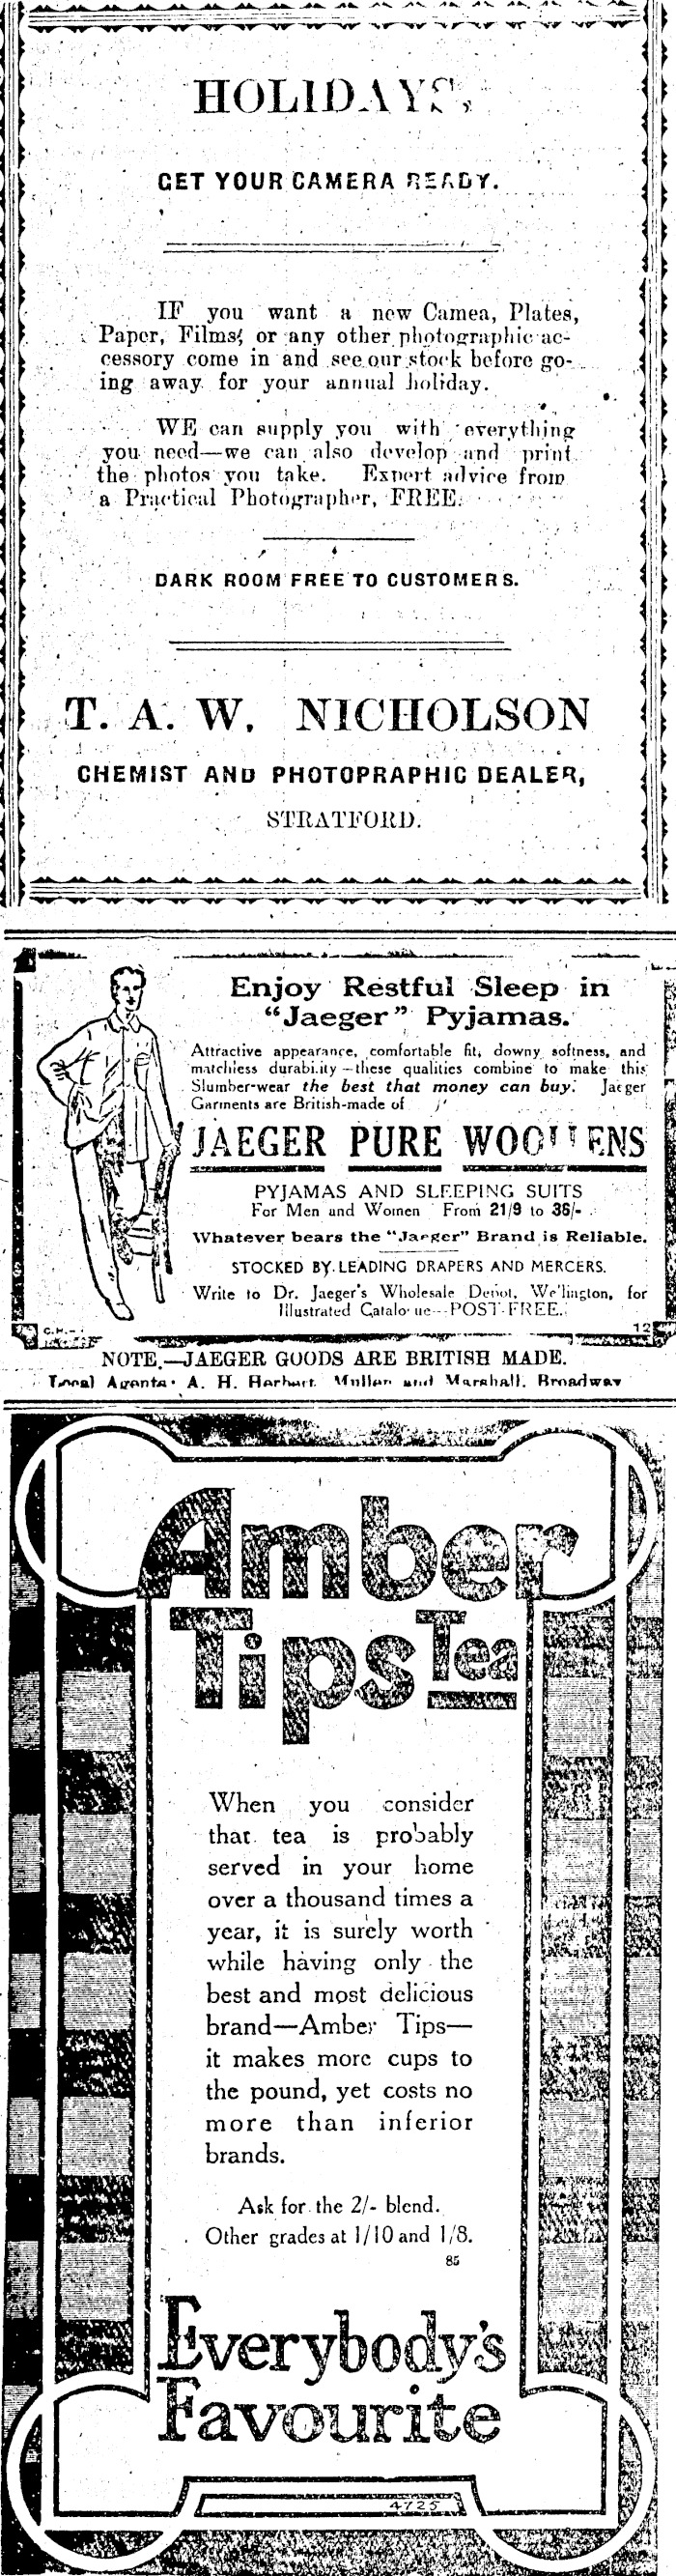 HOLIDAYS,
GET YOUR CAMERA READY.
IF you want a new Camea, Plates,
Paper, Films, or any other photographic ac-
cessory come in and see our stock before go-
ing away for your annual holiday.
WE can supply you with everything
you need—we can also develop and print
the photos you take. Expert advice from
a Practical Photographer, FREE.
DARK ROOM FREE TO CUSTOMERS.
T. A. W. NICHOLSON
CHEMIST AND PHOTOPRAPHIC DEALER,
STRATFORD.
Enjoy Restful Sleep in
"Jaeger" Pyjamas.
Attractive appearance, comfortable fit, downy softness, and
matchless durability—these qualities combine to make this
Slumber-wear the best that money can buy. Jaeger
Garments are British-made of
JAEGER PURE WOOLLENS
PYJAMAS AND SLEEPING SUITS
For Men and Women From 21/9 to 36/-
Whatever bears the "Jaeger" Brand is Reliable.
STOCKED BY LEADING DRAPERS AND MERCERS.
Write to Dr. Jaeger's Wholesale Depot, Wellington, for
Illustrated Catalogue—POST FREE.
12
NOTE.—JAEGER GOODS ARE BRITISH MADE.
Local Agents: A. H. Herbert. Mullen and Marshall, Broadway
Amber
Tips Tea
When you consider
that tea is probably
served in your home
over a thousand times a
year, it is surely worth
while having only the
best and most delicious
brand—Amber Tips—
it makes more cups to
the pound, yet costs no
more than inferior
brands.
Ask for the 2/- blend.
Other grades at 1/10 and 1/8.
85
Everybody's
Favourite
4725